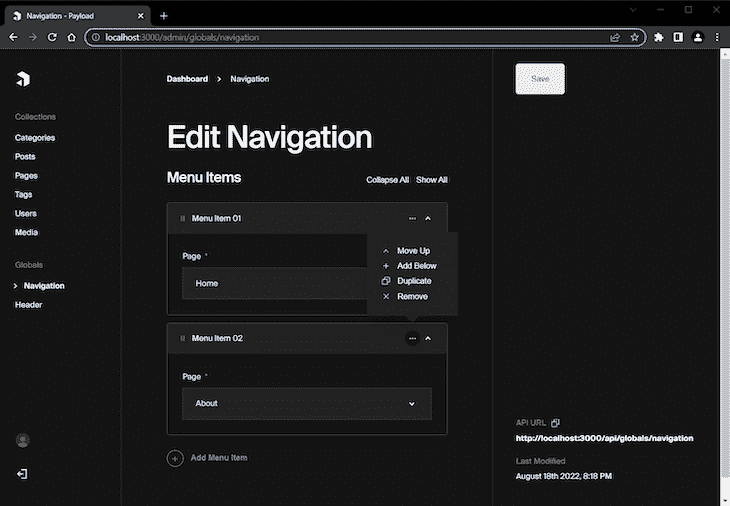 Navigation - Payload
localhost:3000/admin/globals/navigation
Dashboard > Navigation
Save
Collections
Categories
Posts
Pages
Tags
Users
Media
Globals
Navigation
Header
Edit Navigation
Menu Items
Collapse All Show All
Menu Item 01
Page *
Home
Move Up
Add Below
Duplicate
Remove
Menu Item 02
Page *
About
Add Menu Item
API URL
http://localhost:3000/api/globals/navigation
Last Modified
August 18th 2022, 8:18 PM